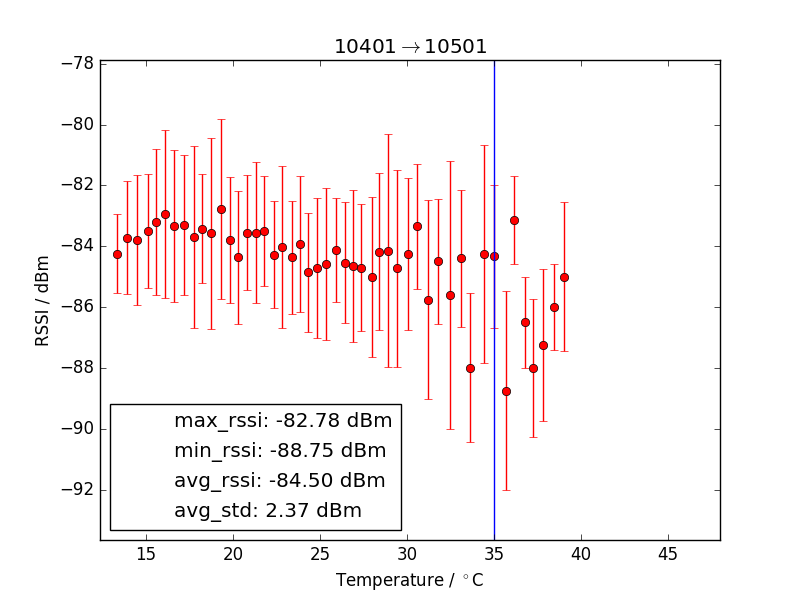 10401→10501
−78
−80
−82
−84
−86
−88
−90
−92
RSSI / dBm
max_rssi: -82.78 dBm
min_rssi: -88.75 dBm
avg_rssi: -84.50 dBm
avg_std: 2.37 dBm
15 20 25 30 35 40 45
Temperature / °C